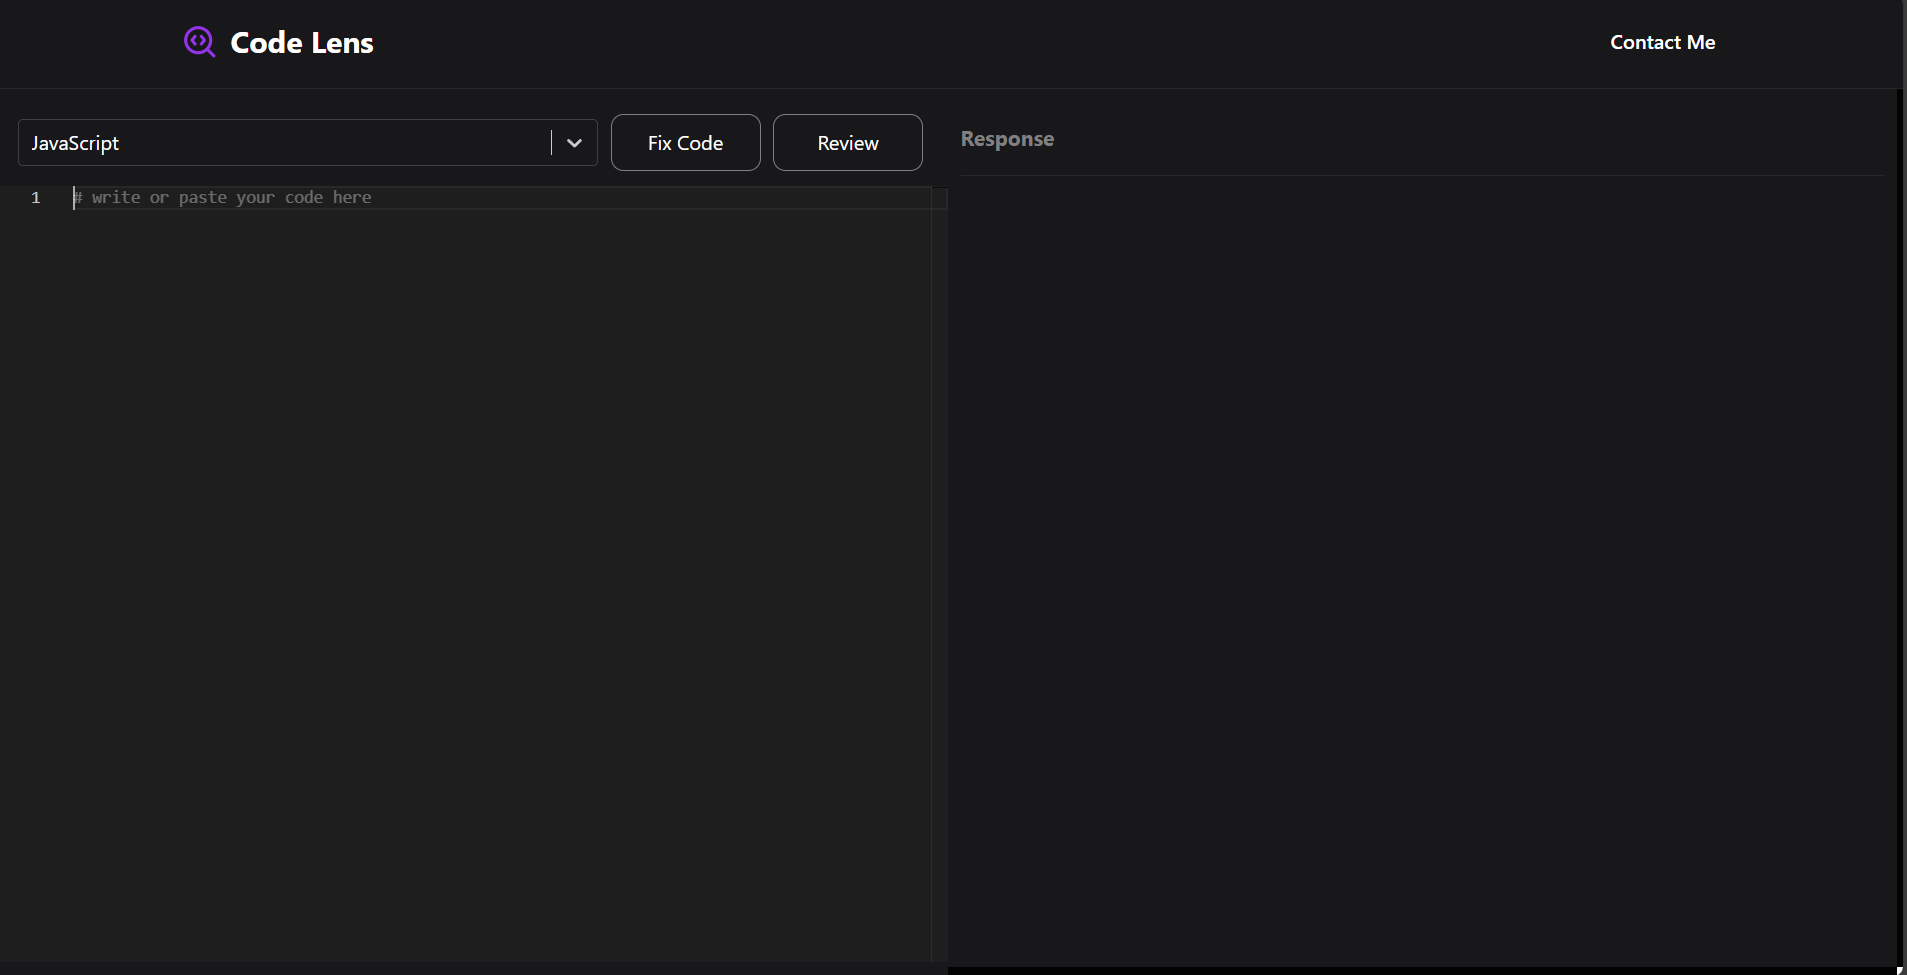 Code Lens
Contact Me
JavaScript
Fix Code
Review
Response
1
# write or paste your code here